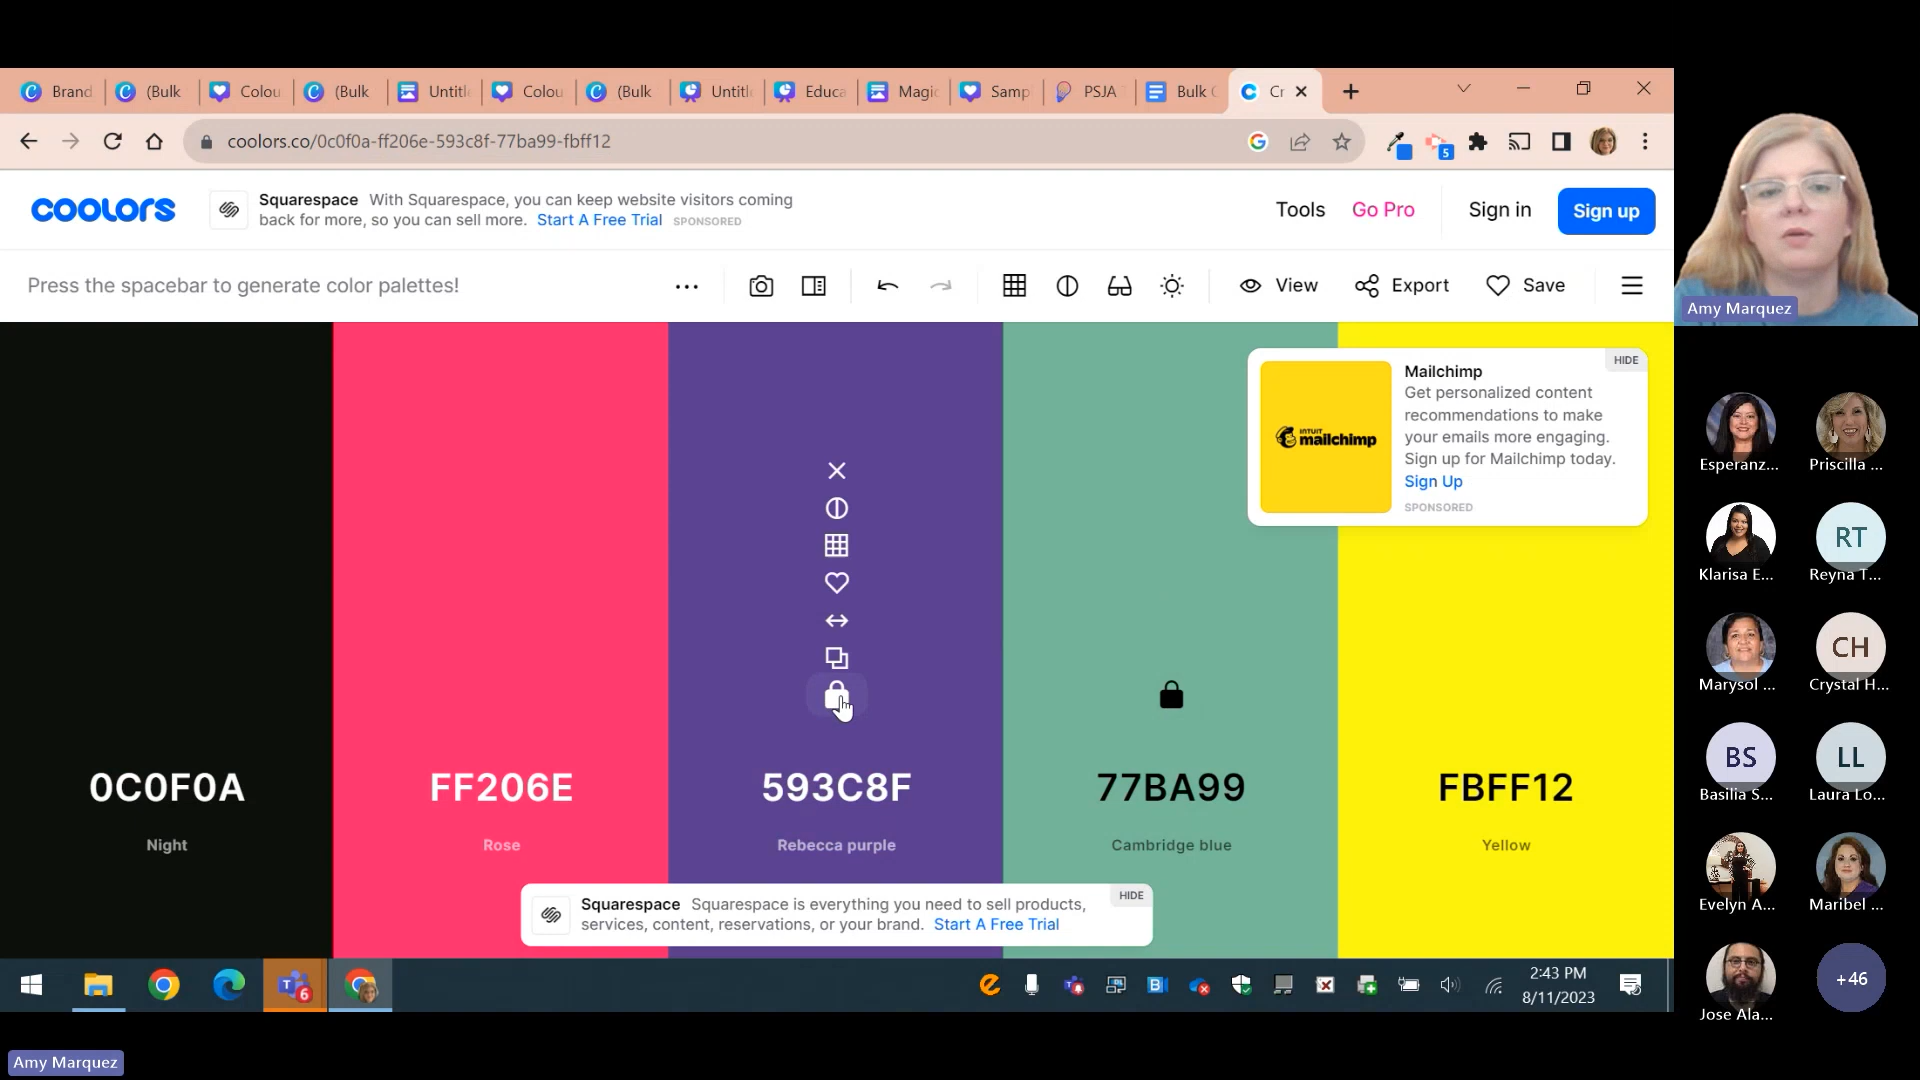 Brand
(Bulk
Colou
(Bulk
Untitl
Colou
(Bulk
Untitl
Educa
Magic
Samp
PSJA T
Bulk C
Cr
coolors.co/0c0f0a-ff206e-593c8f-77ba99-fbff12
5
coolors
Squarespace With Squarespace, you can keep website visitors coming
back for more, so you can sell more. Start A Free Trial SPONSORED
Tools
Go Pro
Sign in
Sign up
Press the spacebar to generate color palettes!
View
Export
Save
HIDE
Mailchimp
Get personalized content
recommendations to make
your emails more engaging.
Sign up for Mailchimp today.
Sign Up
SPONSORED
INTUIT
mailchimp
0C0F0A
Night
FF206E
Rose
593C8F
Rebecca purple
77BA99
Cambridge blue
FBFF12
Yellow
HIDE
Squarespace Squarespace is everything you need to sell products,
services, content, reservations, or your brand. Start A Free Trial
6
2:43 PM
8/11/2023
Amy Marquez
Esperanz...
Priscilla ...
Klarisa E...
RT
Reyna T...
Marysol ...
CH
Crystal H...
BS
Basilia S...
LL
Laura Lo...
Evelyn A...
Maribel ...
Jose Ala...
+46
Amy Marquez